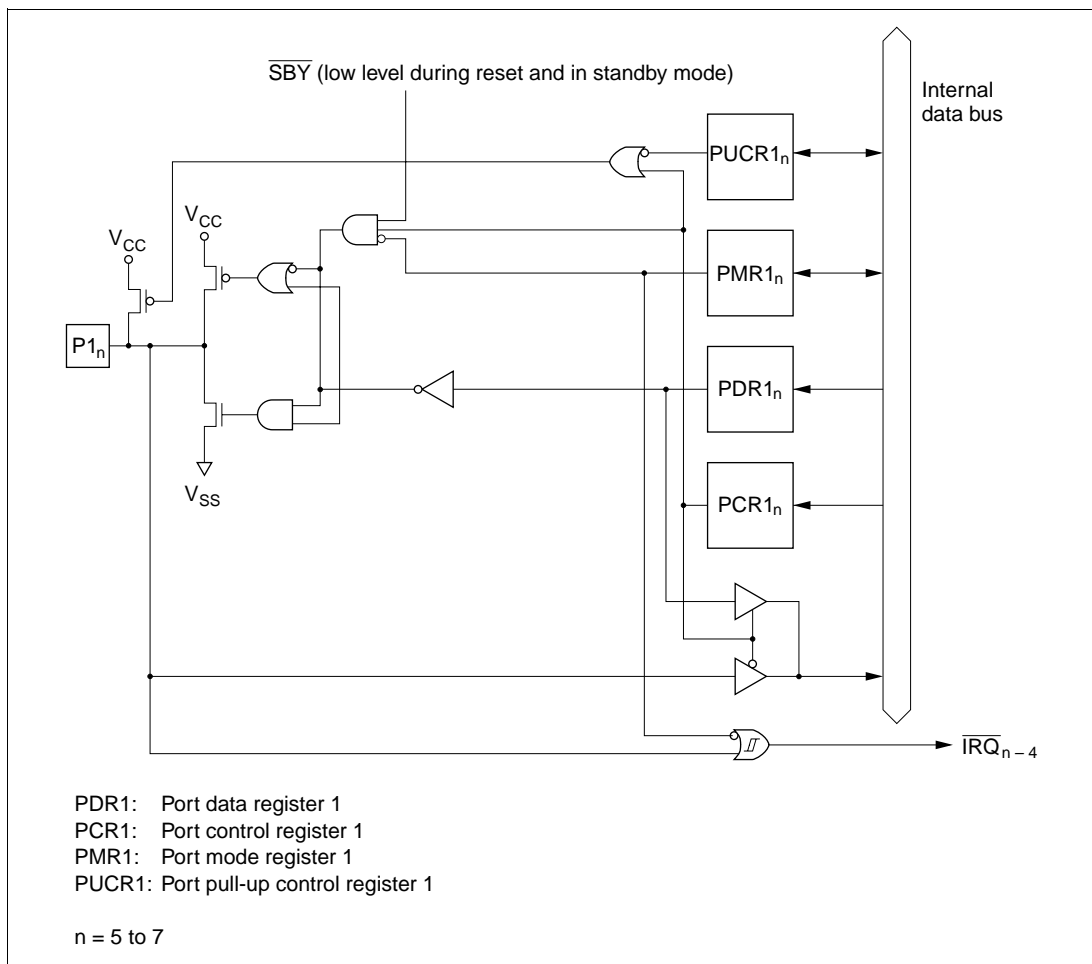 SBY (low level during reset and in standby mode)
Internal
data bus
PUCR1n
VCC
VCC
PMR1n
P1n
PDR1n
VSS
PCR1n
IRQn – 4
PDR1: Port data register 1
PCR1: Port control register 1
PMR1: Port mode register 1
PUCR1: Port pull-up control register 1
n = 5 to 7